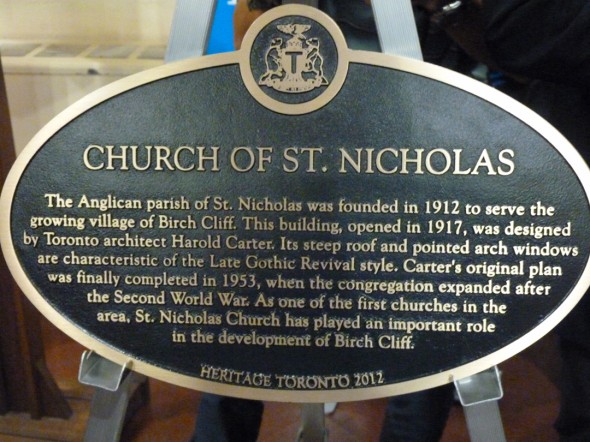 T
CHURCH OF ST. NICHOLAS
The Anglican parish of St. Nicholas was founded in 1912 to serve the
growing village of Birch Cliff. This building, opened in 1917, was designed
by Toronto architect Harold Carter. Its steep roof and pointed arch windows
are characteristic of the Late Gothic Revival style. Carter's original plan
was finally completed in 1953, when the congregation expanded after
the Second World War. As one of the first churches in the
area, St. Nicholas Church has played an important role
in the development of Birch Cliff.
HERITAGE TORONTO 2012